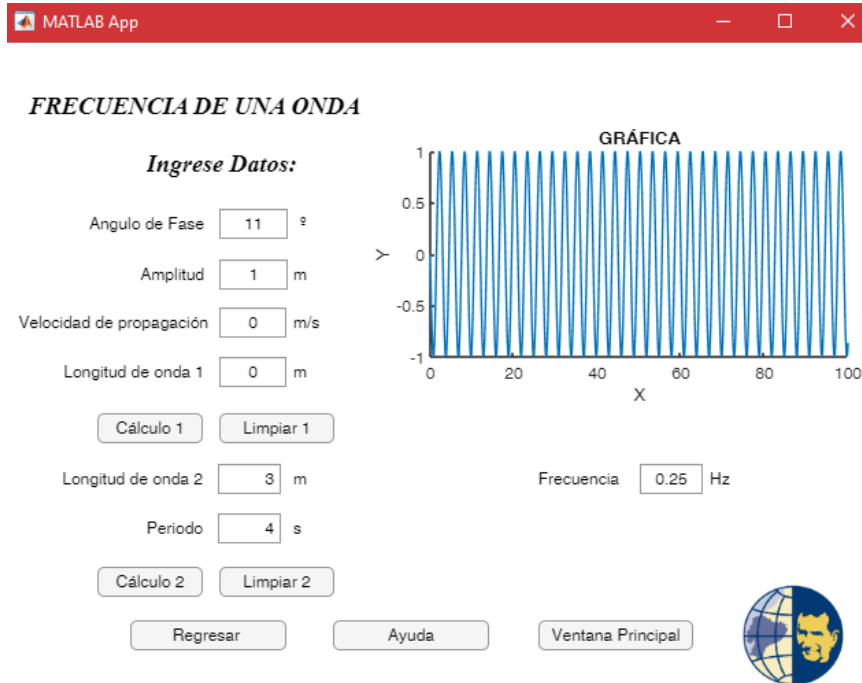 MATLAB App
FRECUENCIA DE UNA ONDA
Ingrese Datos:
Angulo de Fase 11 º
Amplitud 1 m
Velocidad de propagación 0 m/s
Longitud de onda 1 0 m
Cálculo 1 Limpiar 1
Longitud de onda 2 3 m
Periodo 4 s
Cálculo 2 Limpiar 2
GRÁFICA
1
0.5
0
-0.5
-1
Y
0 20 40 60 80 100
X
Frecuencia 0.25 Hz
Regresar Ayuda Ventana Principal